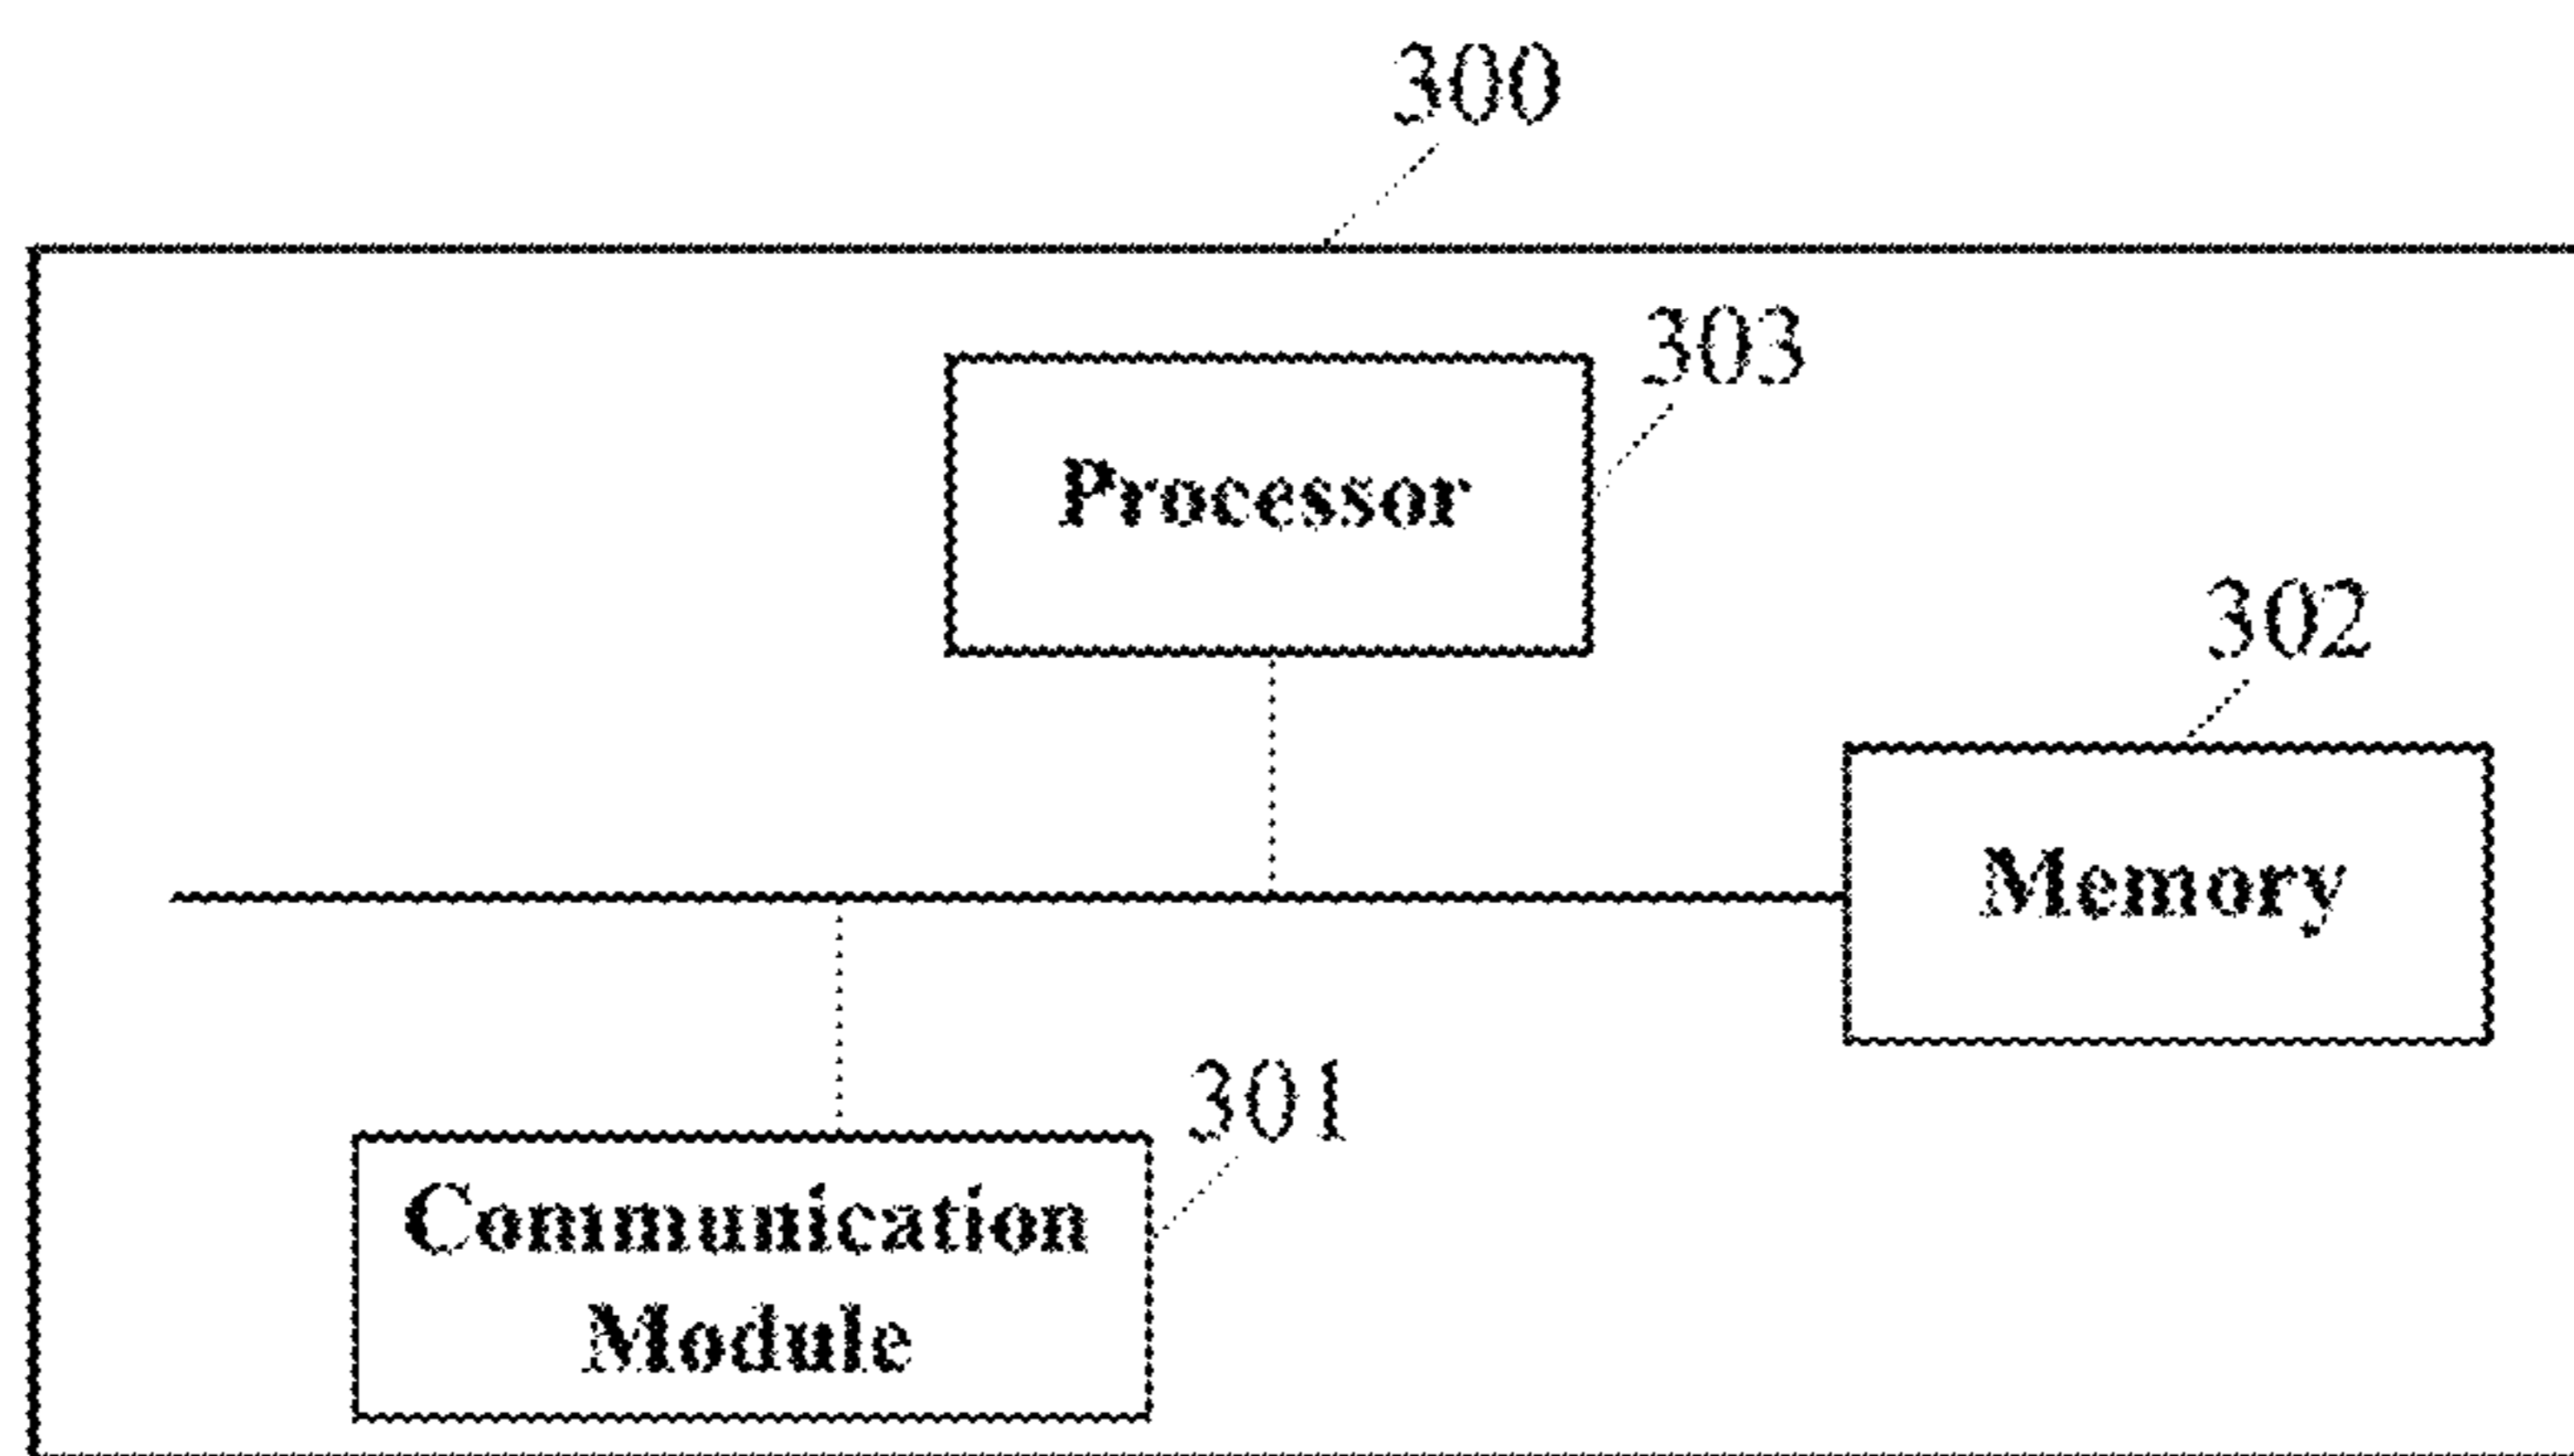 300
303
Processor
302
Memory
301
Communication
Module